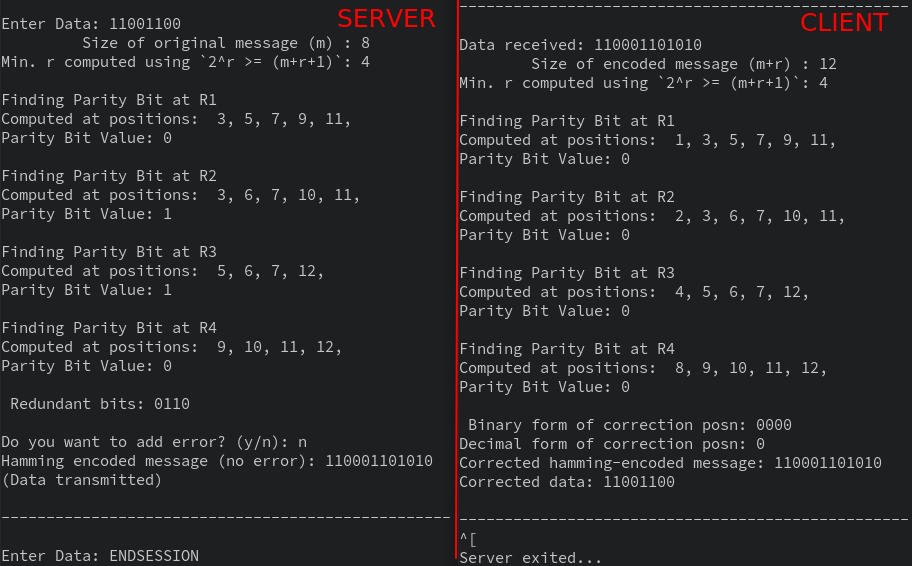 SERVER
Enter Data: 11001100
Size of original message (m) : 8
Min. r computed using `2^r >= (m+r+1)`: 4
Finding Parity Bit at R1
Computed at positions:  3, 5, 7, 9, 11,
Parity Bit Value: 0
Finding Parity Bit at R2
Computed at positions:  3, 6, 7, 10, 11,
Parity Bit Value: 1
Finding Parity Bit at R3
Computed at positions:  5, 6, 7, 12,
Parity Bit Value: 1
Finding Parity Bit at R4
Computed at positions:  9, 10, 11, 12,
Parity Bit Value: 0
Redundant bits: 0110
Do you want to add error? (y/n): n
Hamming encoded message (no error): 110001101010
(Data transmitted)
--------------------------------------------------
Enter Data: ENDSESSION
--------------------------------------------------
CLIENT
Data received: 110001101010
Size of encoded message (m+r) : 12
Min. r computed using `2^r >= (m+r+1)`: 4
Finding Parity Bit at R1
Computed at positions:  1, 3, 5, 7, 9, 11,
Parity Bit Value: 0
Finding Parity Bit at R2
Computed at positions:  2, 3, 6, 7, 10, 11,
Parity Bit Value: 0
Finding Parity Bit at R3
Computed at positions:  4, 5, 6, 7, 12,
Parity Bit Value: 0
Finding Parity Bit at R4
Computed at positions:  8, 9, 10, 11, 12,
Parity Bit Value: 0
Binary form of correction posn: 0000
Decimal form of correction posn: 0
Corrected hamming-encoded message: 110001101010
Corrected data: 11001100
--------------------------------------------------
^[
Server exited...